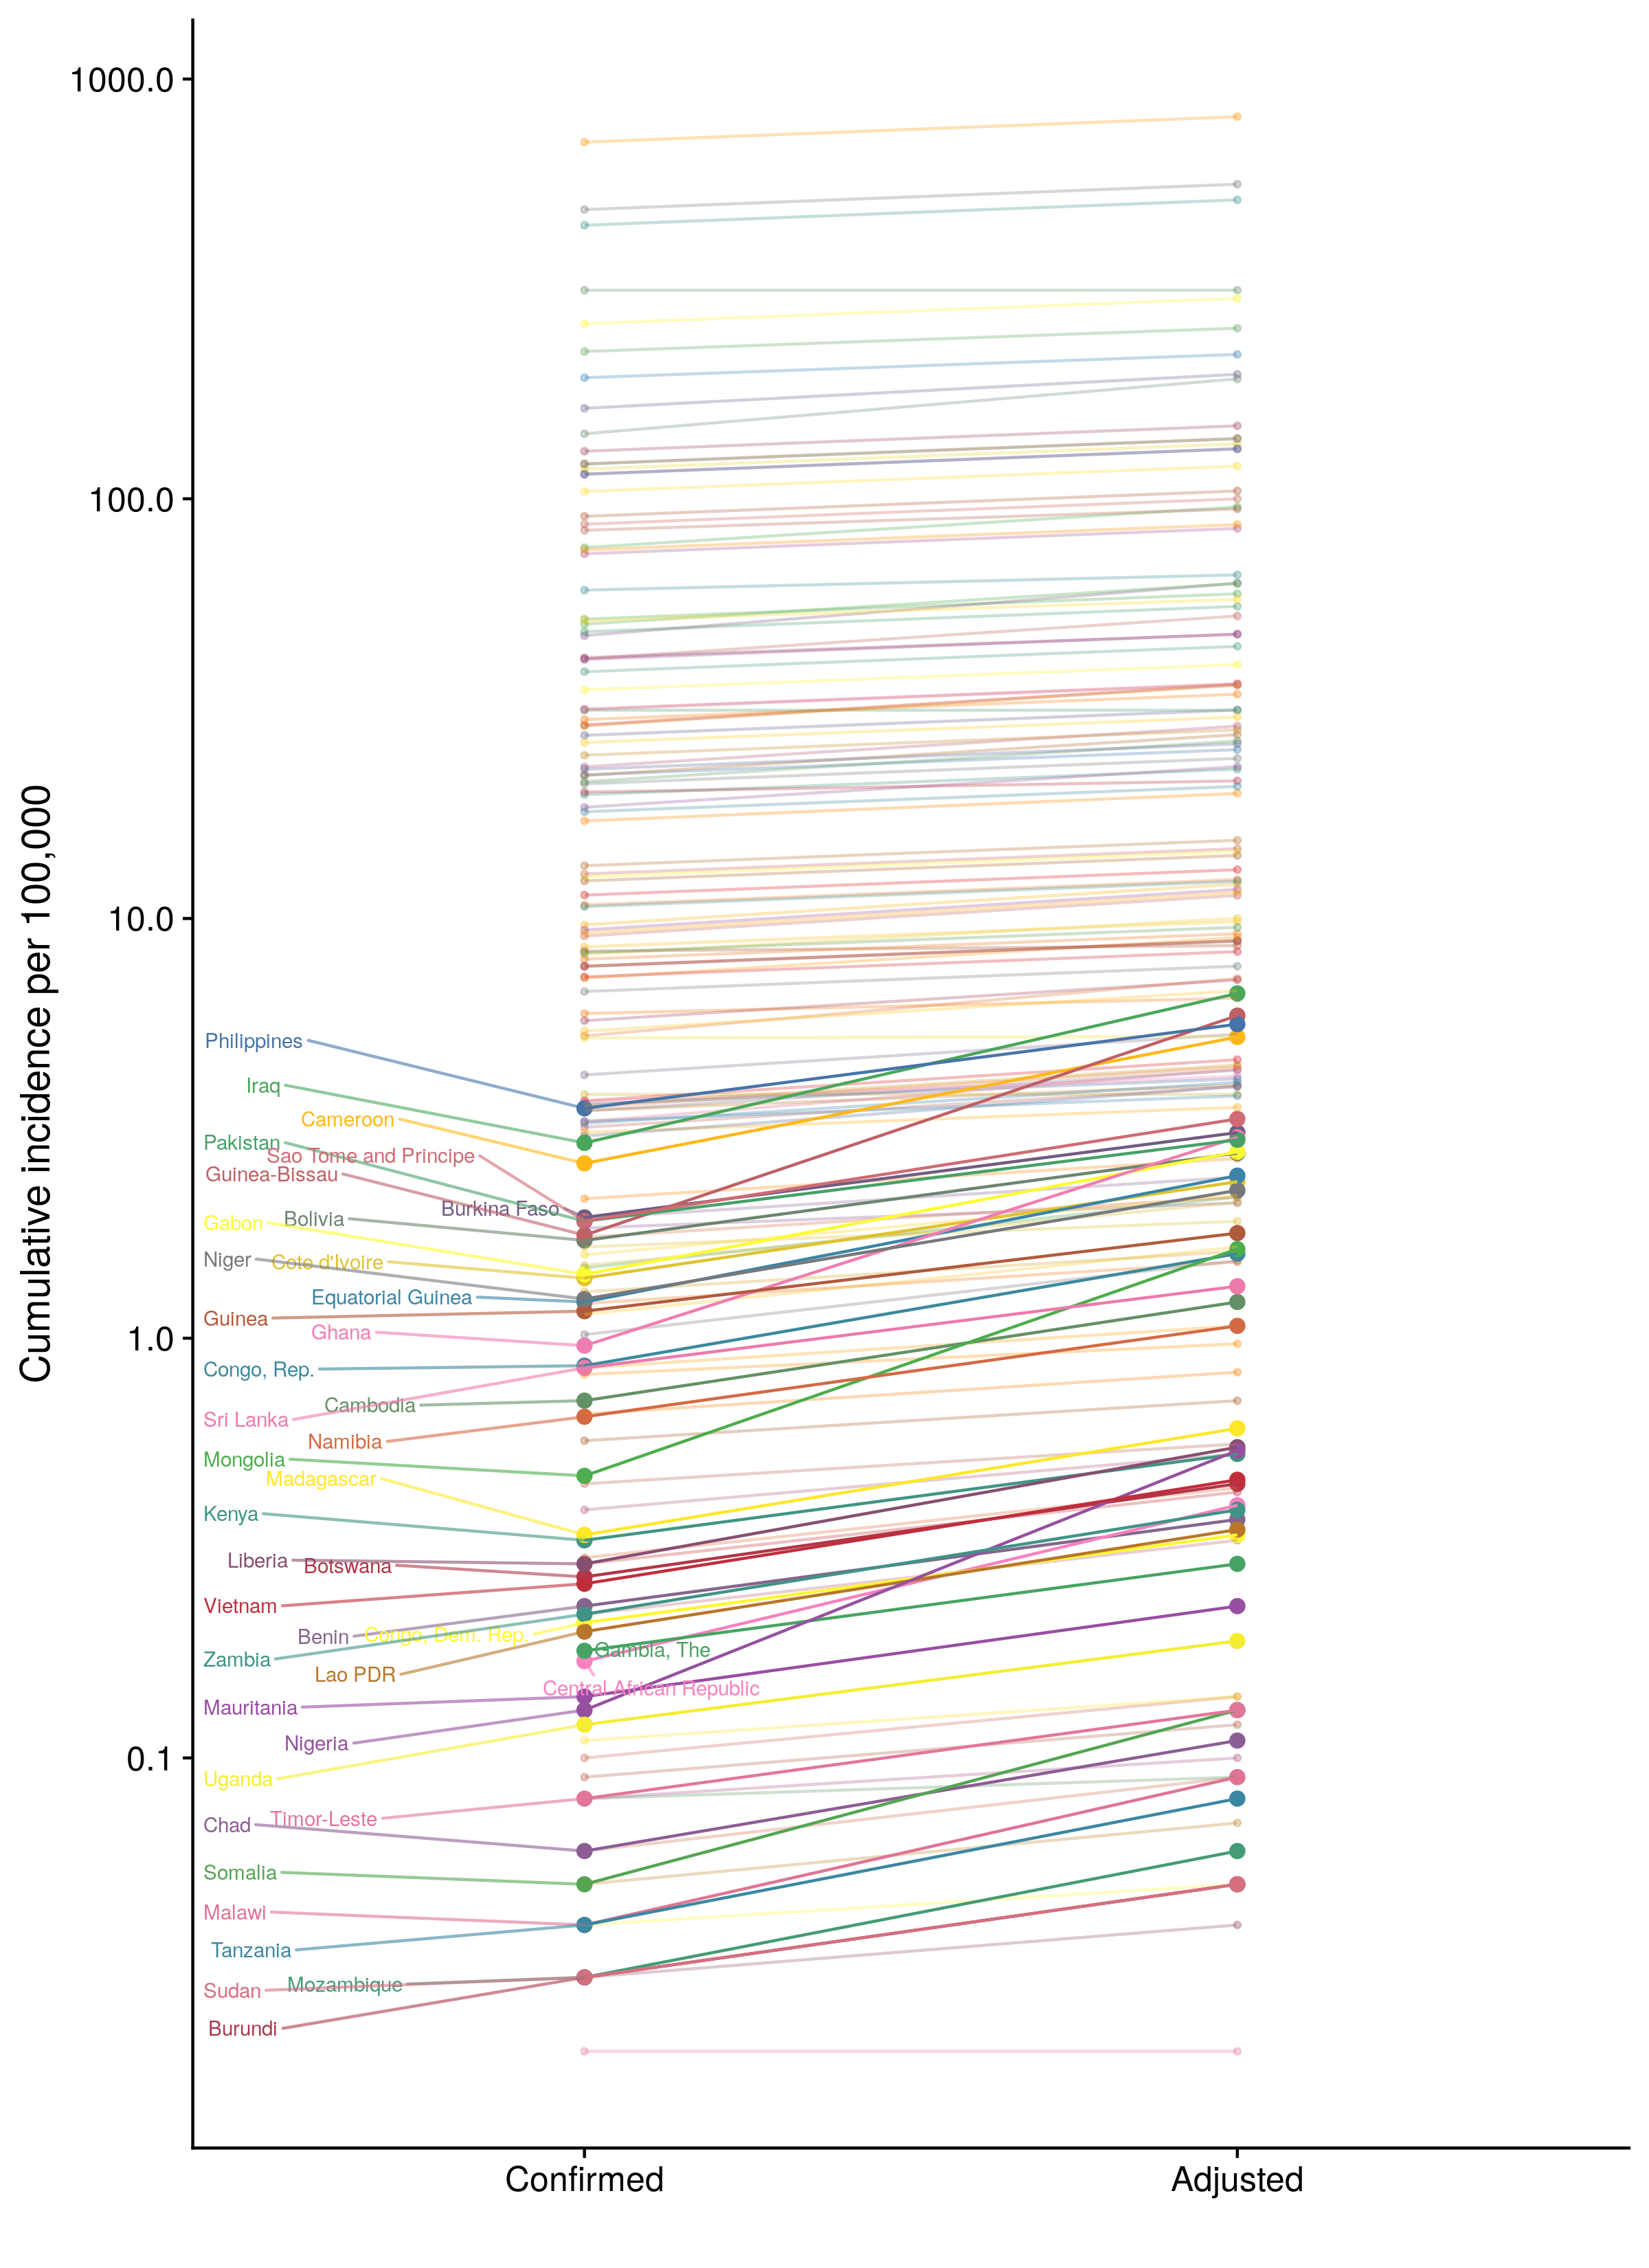 1000.0
100.0
10.0
1.0
0.1
Cumulative incidence per 100,000
Philippines
Iraq
Cameroon
Pakistan
Sao Tome and Principe
Guinea-Bissau
Burkina Faso
Bolivia
Gabon
Niger
Cote d'Ivoire
Equatorial Guinea
Guinea
Ghana
Congo, Rep.
Cambodia
Sri Lanka
Namibia
Mongolia
Madagascar
Kenya
Liberia
Botswana
Vietnam
Benin
Congo, Dem. Rep.
Gambia, The
Zambia
Lao PDR
Central African Republic
Mauritania
Nigeria
Uganda
Timor-Leste
Chad
Somalia
Malawi
Tanzania
Mozambique
Sudan
Burundi
Confirmed
Adjusted